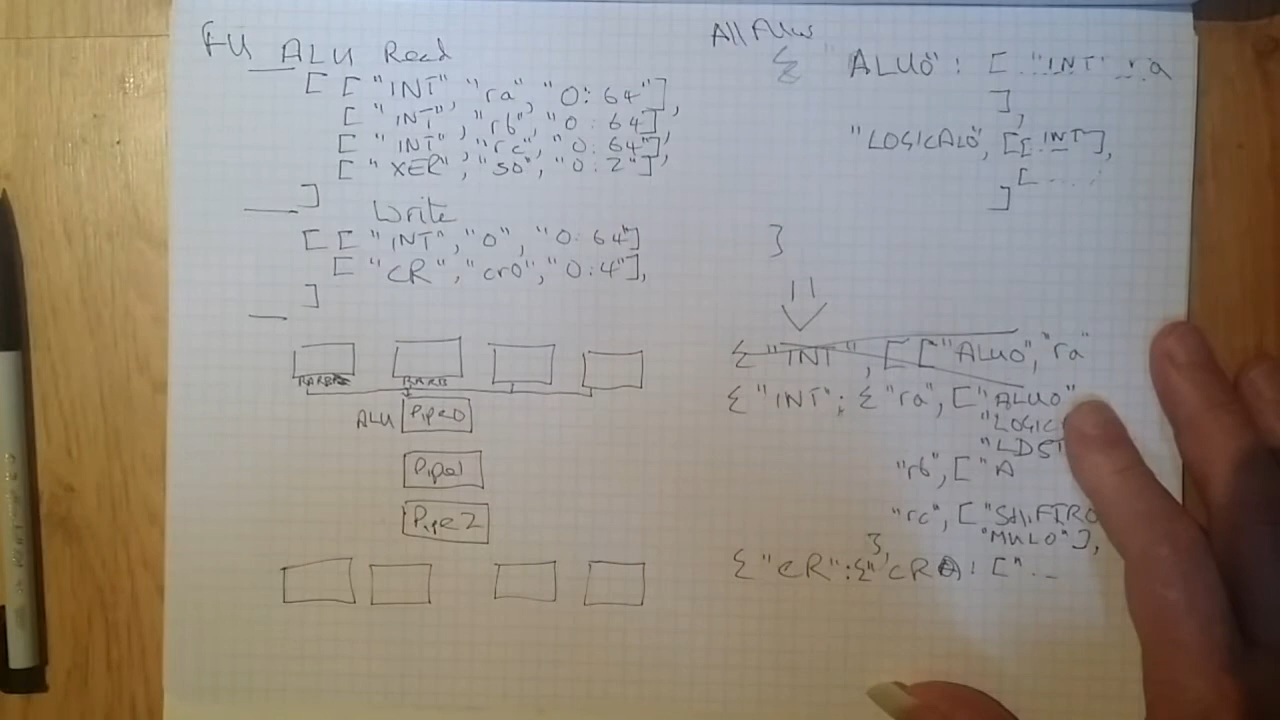 FU ALU Read
[ [ "INT", "ra", "0:64"],
[ "INT", "rb", "0:64]
[ "INT", "rc", "0:64"],
[ "XER", "so", "0:2"],
]
Write
[ [ "INT", "o", "0:64"]
[ "CR", "cr0", "0:4"],
]
ALU Pipe0
Pipe1
Pipe2
All FUs
{ "ALU0": [ "INT" ra
],
"LOGICAL0", [[ INT],
[ ....
]
}
{ "INT", [ ["ALU0", "ra"
{ "INT": { "ra", ["ALU0"
"LOGIC
"LDST
"rb", [ "A
"rc", ["SHIFTRO
"MUL0"],
},
{ "CR": {" CR0: [" ...